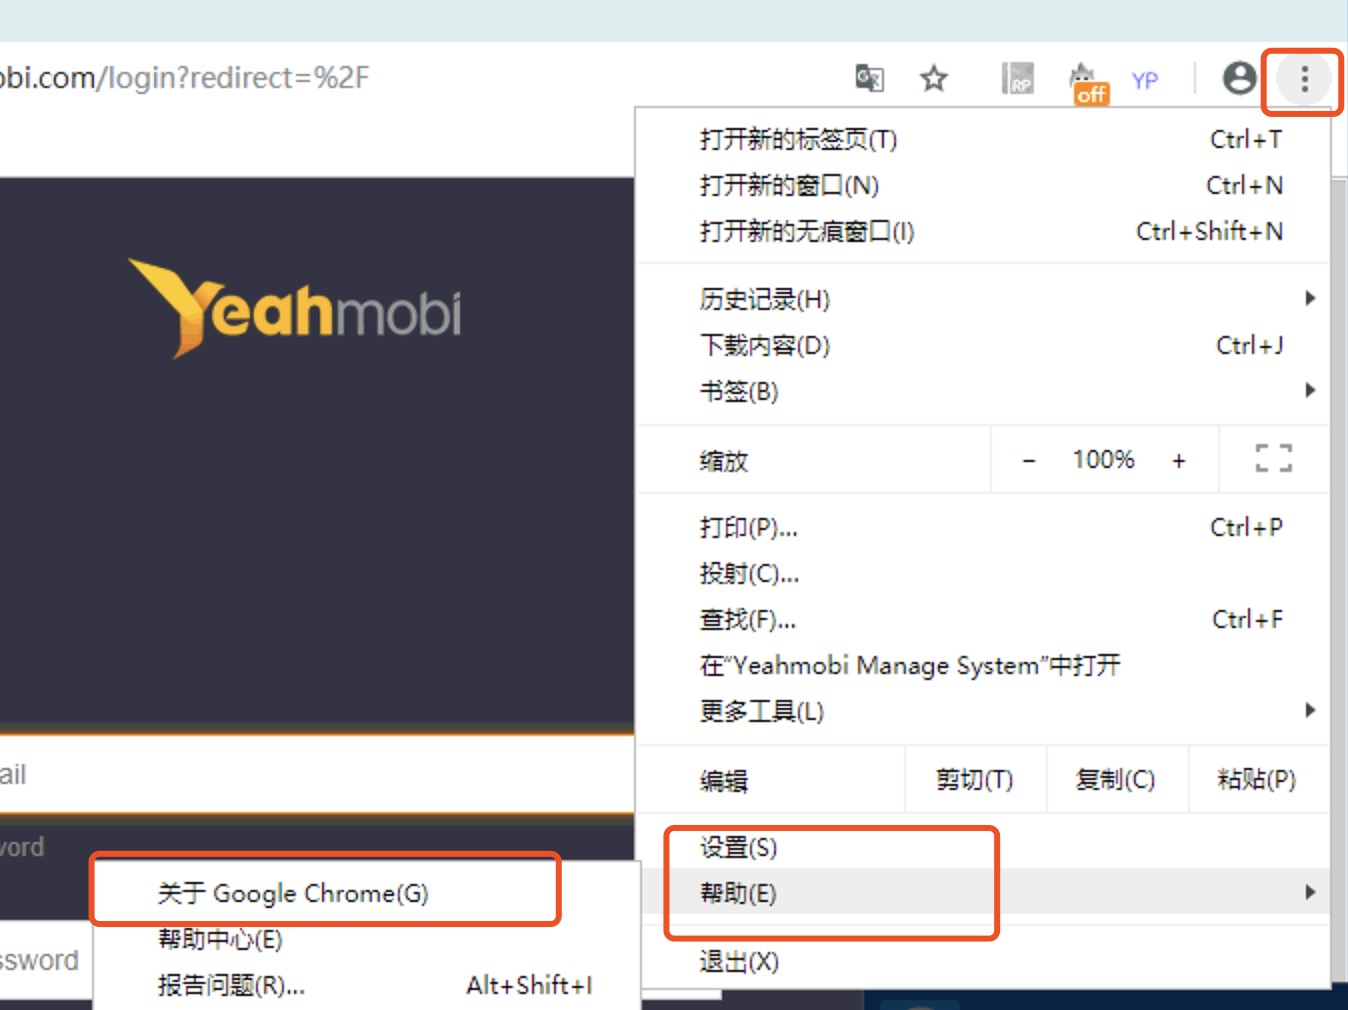 obi.com/login?redirect=%2F
RP
off
YP
打开新的标签页(T) Ctrl+T
打开新的窗口(N) Ctrl+N
打开新的无痕窗口(I) Ctrl+Shift+N
Yeahmobi
历史记录(H)
下载内容(D) Ctrl+J
书签(B)
缩放 - 100% +
打印(P)... Ctrl+P
投射(C)...
查找(F)... Ctrl+F
在“Yeahmobi Manage System”中打开
更多工具(L)
ail
编辑 剪切(T) 复制(C) 粘贴(P)
word
设置(S)
帮助(E)
关于 Google Chrome(G)
帮助中心(E)
ssword
退出(X)
报告问题(R)... Alt+Shift+I